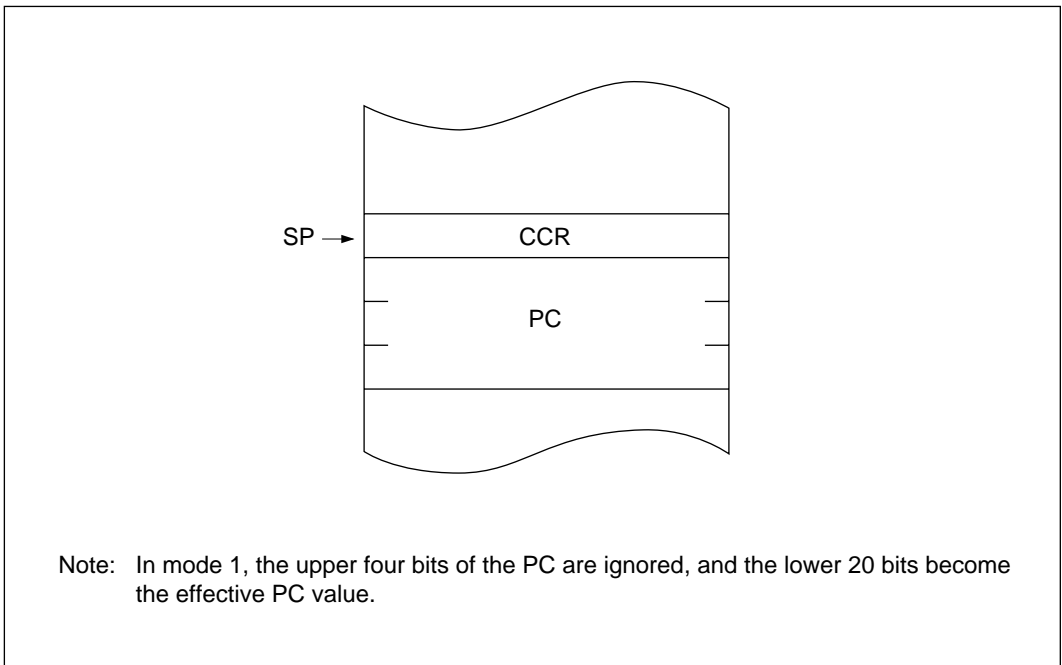 SP
CCR
PC
Note: In mode 1, the upper four bits of the PC are ignored, and the lower 20 bits become
the effective PC value.